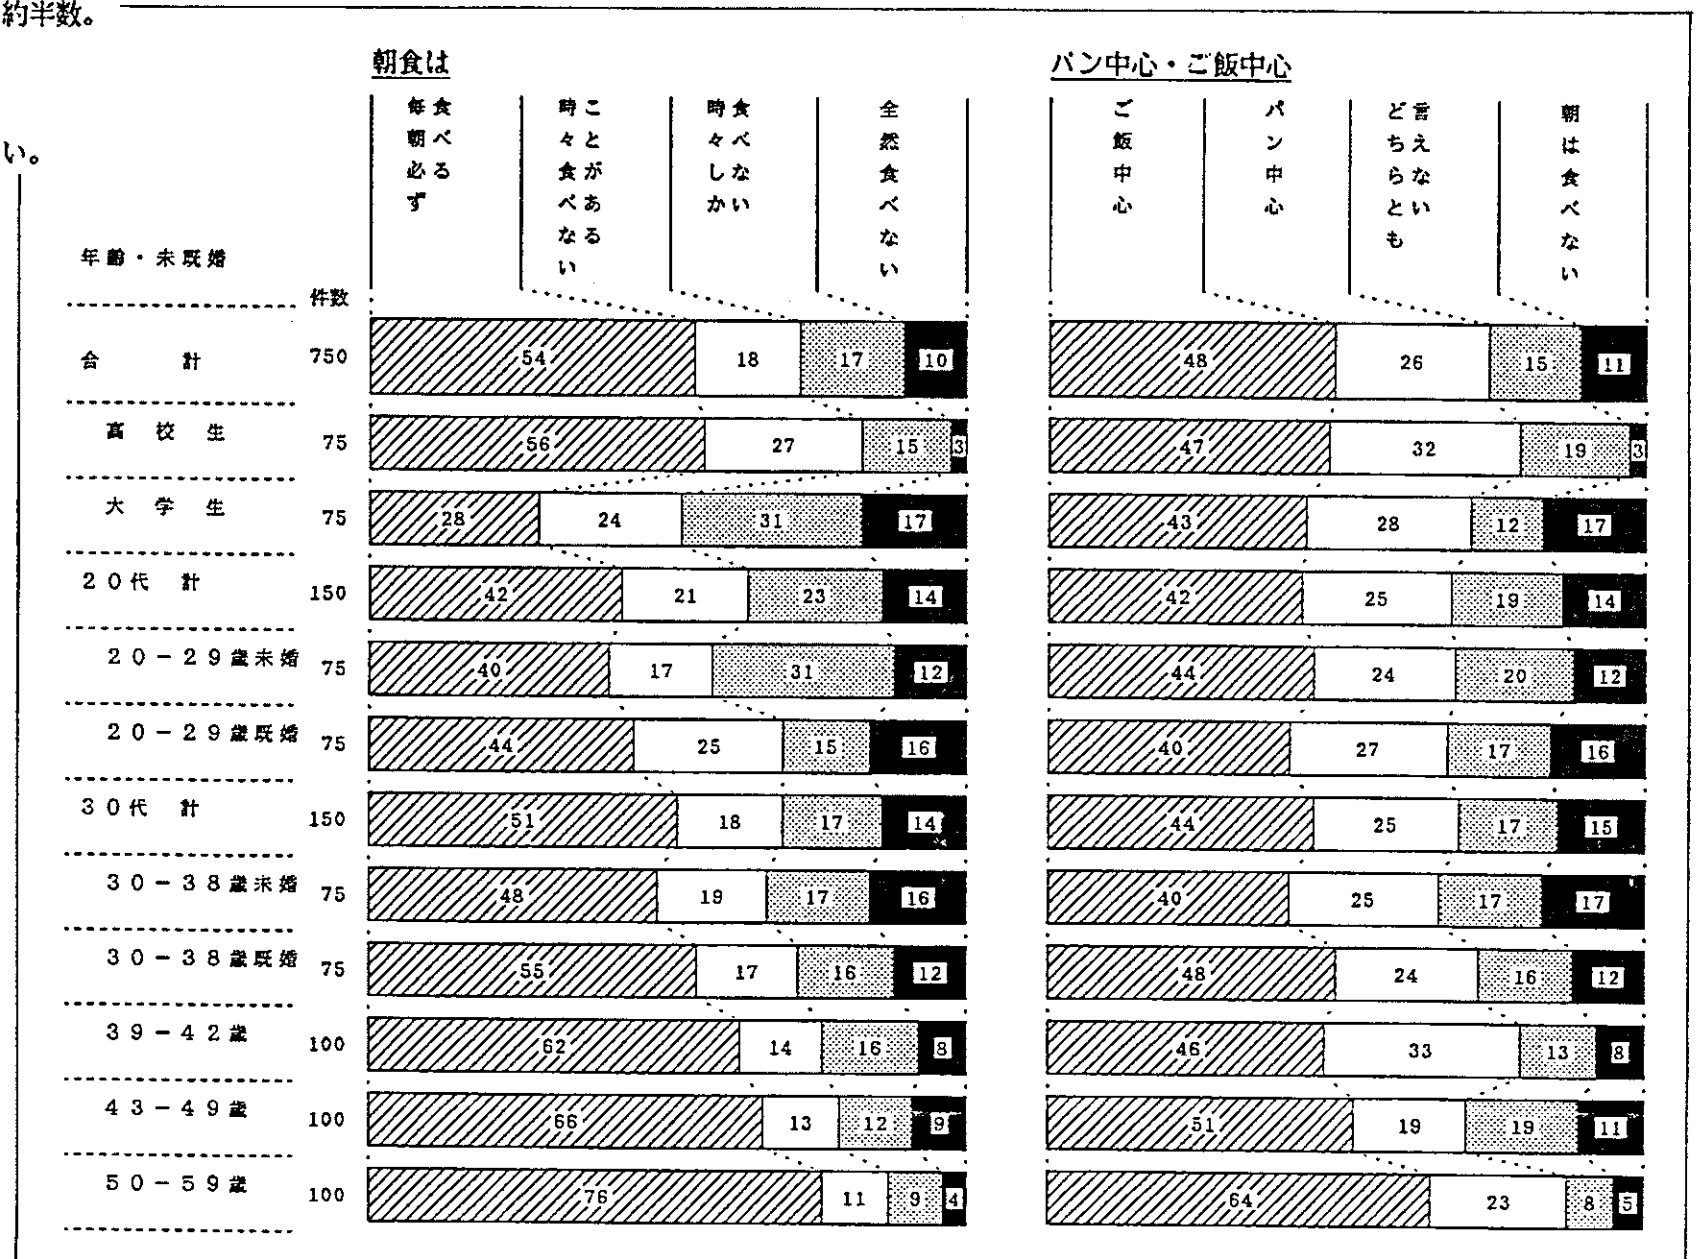 約半数。
い。
朝食は
パン中心・ご飯中心
毎朝必ず
食べる
時々食べない
ことがある
時々しか
食べない
全然食べない
ご飯中心
パン中心
どちらとも
言えない
朝は食べない
年齢・未既婚
件数
合計 750 54 18 17 10 48 26 15 11
高校生 75 56 27 15 3 47 32 19 3
大学生 75 28 24 31 17 43 28 12 17
20代 計 150 42 21 23 14 42 25 19 14
20-29歳未婚 75 40 17 31 12 44 24 20 12
20-29歳既婚 75 44 25 15 16 40 27 17 16
30代 計 150 51 18 17 14 44 25 17 15
30-38歳未婚 75 48 19 17 16 40 25 17 17
30-38歳既婚 75 55 17 16 12 48 24 16 12
39-42歳 100 62 14 16 8 46 33 13 8
43-49歳 100 66 13 12 9 51 19 19 11
50-59歳 100 76 11 9 4 64 23 8 5